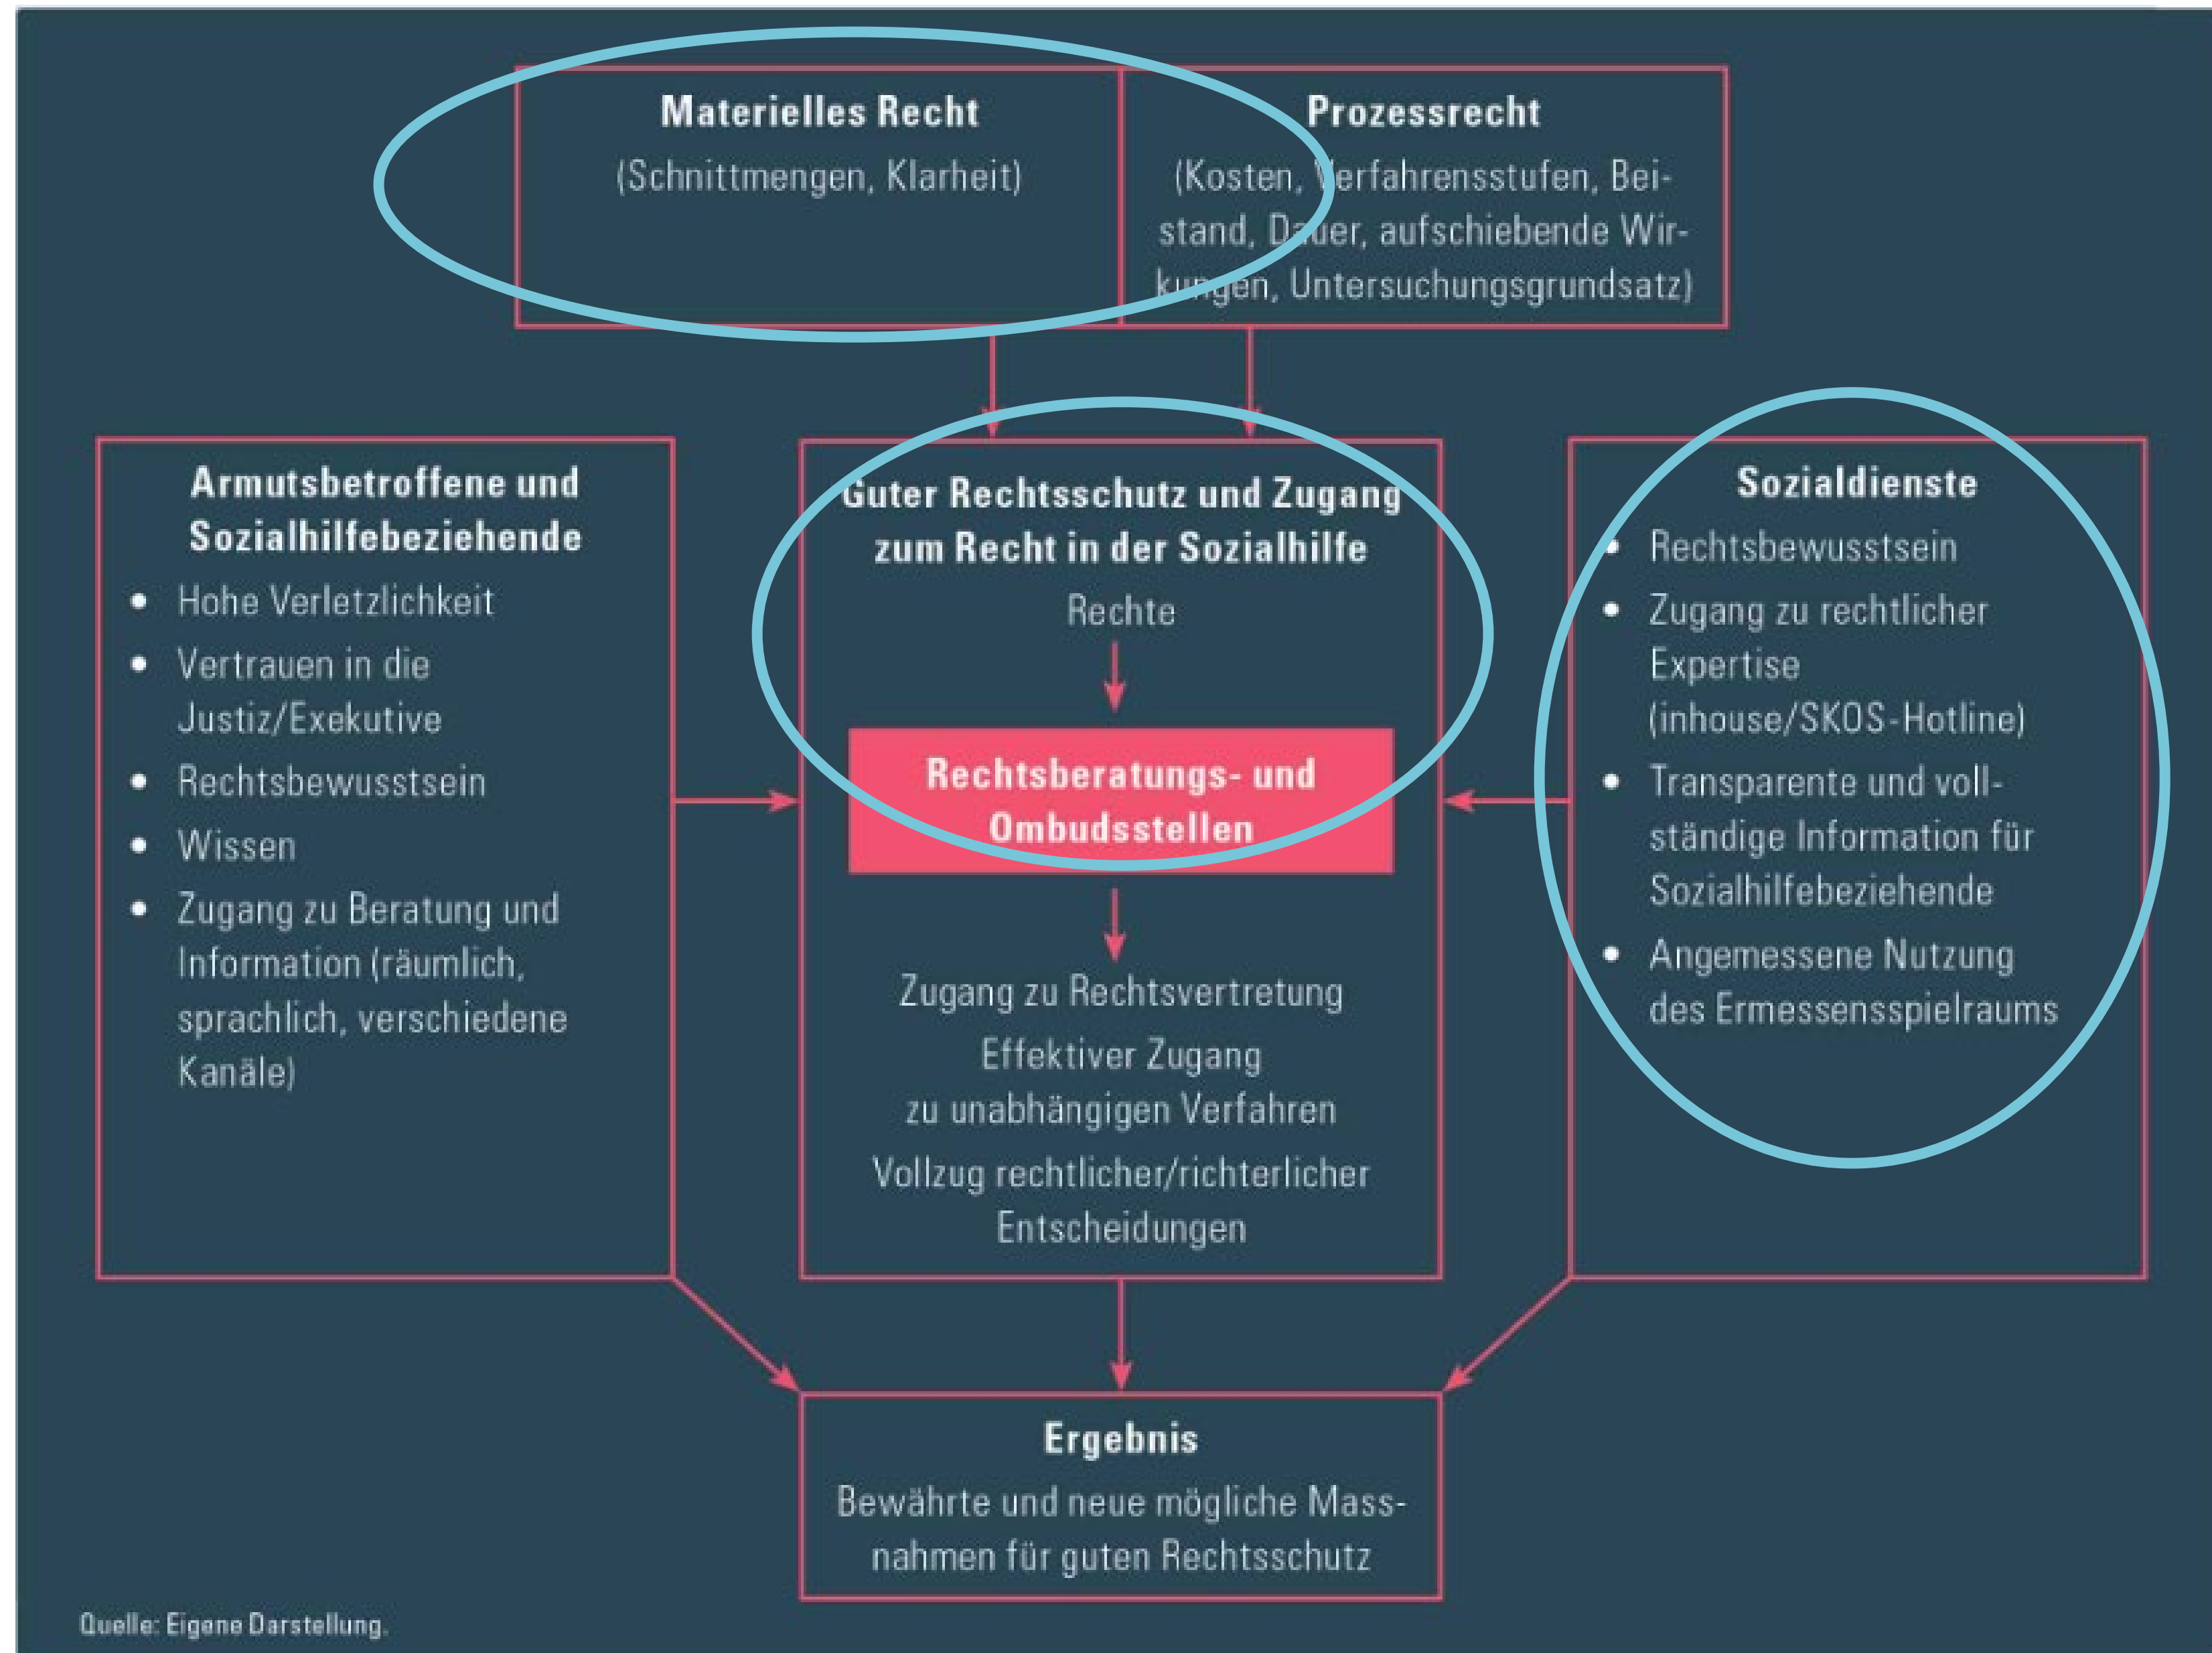 Materielles Recht
(Schnittmengen, Klarheit)
Prozessrecht
(Kosten, Verfahrensstufen, Bei-
stand, Dauer, aufschiebende Wir-
kungen, Untersuchungsgrundsatz)
Armutsbetroffene und
Sozialhilfebeziehende
• Hohe Verletzlichkeit
• Vertrauen in die
Justiz/Exekutive
• Rechtsbewusstsein
• Wissen
• Zugang zu Beratung und
Information (räumlich,
sprachlich, verschiedene
Kanäle)
Guter Rechtsschutz und Zugang
zum Recht in der Sozialhilfe
Rechte
Rechtsberatungs- und
Ombudsstellen
Zugang zu Rechtsvertretung
Effektiver Zugang
zu unabhängigen Verfahren
Vollzug rechtlicher/richterlicher
Entscheidungen
Sozialdienste
• Rechtsbewusstsein
• Zugang zu rechtlicher
Expertise
(inhouse/SKOS-Hotline)
• Transparente und voll-
ständige Information für
Sozialhilfebeziehende
• Angemessene Nutzung
des Ermessensspielraums
Ergebnis
Bewährte und neue mögliche Mass-
nahmen für guten Rechtsschutz
Quelle: Eigene Darstellung.